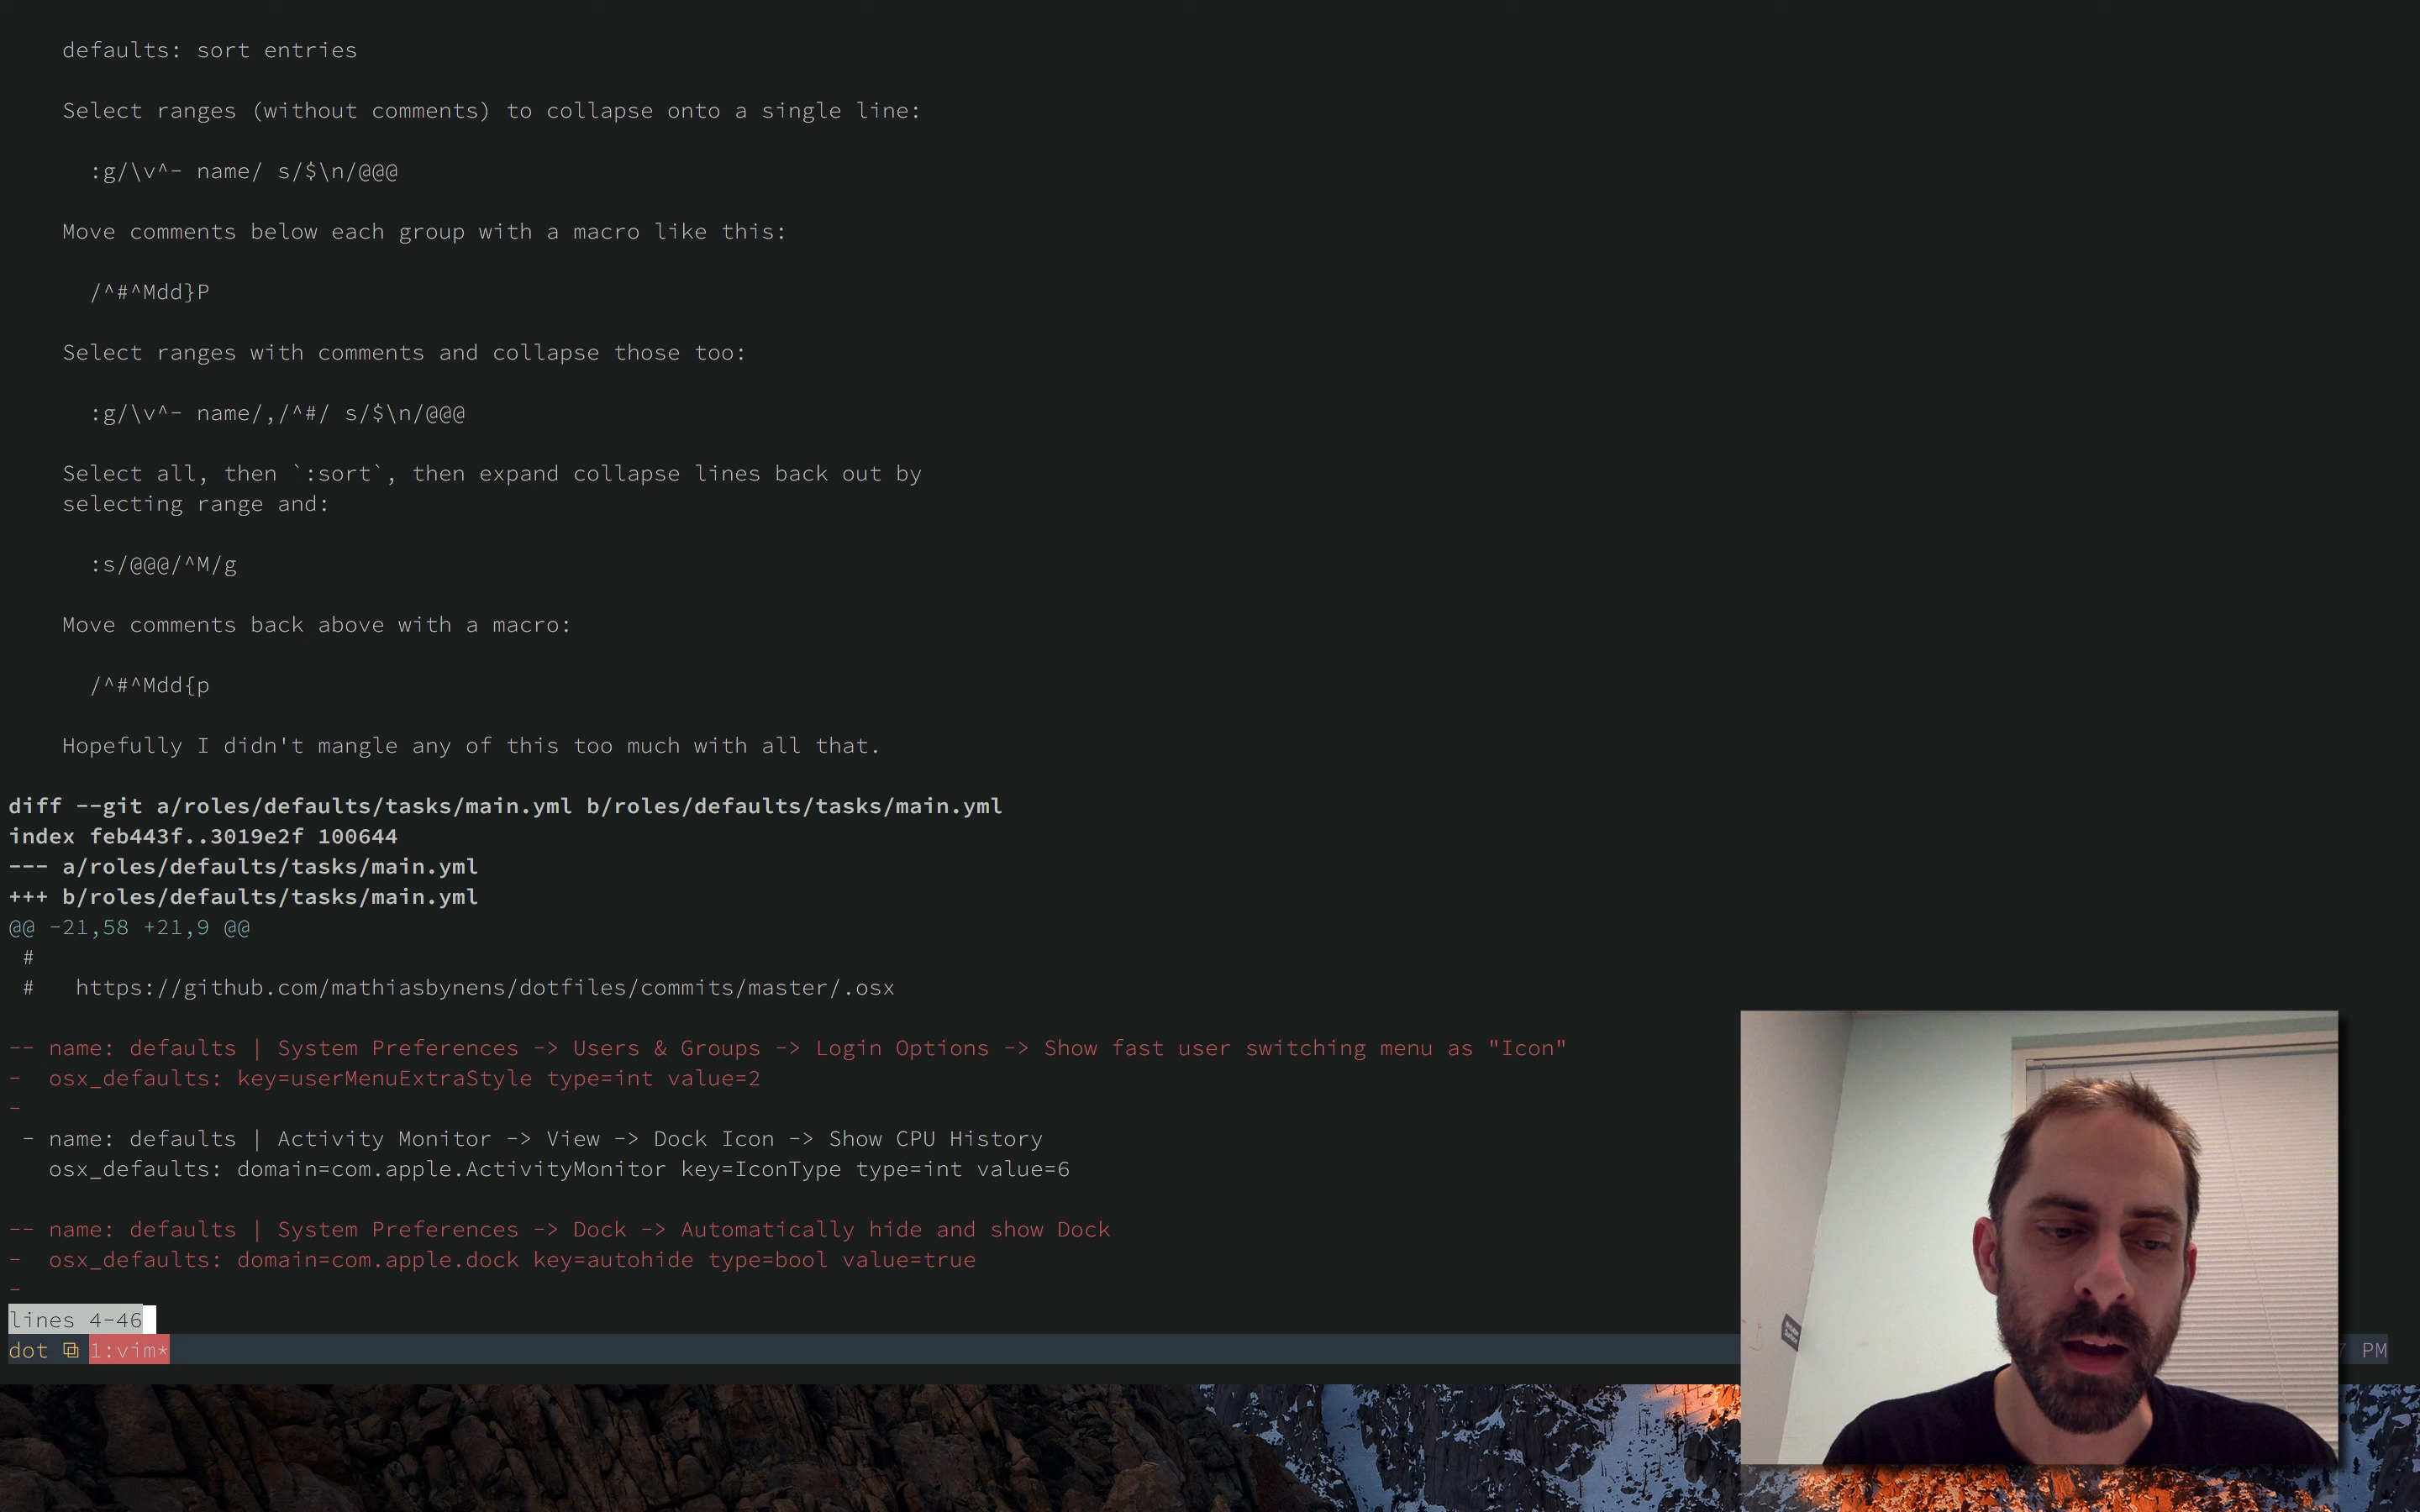 defaults: sort entries
Select ranges (without comments) to collapse onto a single line:
:g/\v^- name/ s/$\n/@@@
Move comments below each group with a macro like this:
/^#^Mdd}P
Select ranges with comments and collapse those too:
:g/\v^- name/,/^#/ s/$\n/@@@
Select all, then `:sort`, then expand collapse lines back out by
selecting range and:
:s/@@@/^M/g
Move comments back above with a macro:
/^#^Mdd{p
Hopefully I didn't mangle any of this too much with all that.
diff --git a/roles/defaults/tasks/main.yml b/roles/defaults/tasks/main.yml
index feb443f..3019e2f 100644
--- a/roles/defaults/tasks/main.yml
+++ b/roles/defaults/tasks/main.yml
@@ -21,58 +21,9 @@
#
#   https://github.com/mathiasbynens/dotfiles/commits/master/.osx
-- name: defaults | System Preferences -> Users & Groups -> Login Options -> Show fast user switching menu as "Icon"
-  osx_defaults: key=userMenuExtraStyle type=int value=2
-
- name: defaults | Activity Monitor -> View -> Dock Icon -> Show CPU History
osx_defaults: domain=com.apple.ActivityMonitor key=IconType type=int value=6
-- name: defaults | System Preferences -> Dock -> Automatically hide and show Dock
-  osx_defaults: domain=com.apple.dock key=autohide type=bool value=true
-
lines 4-46
dot 1:vim* PM